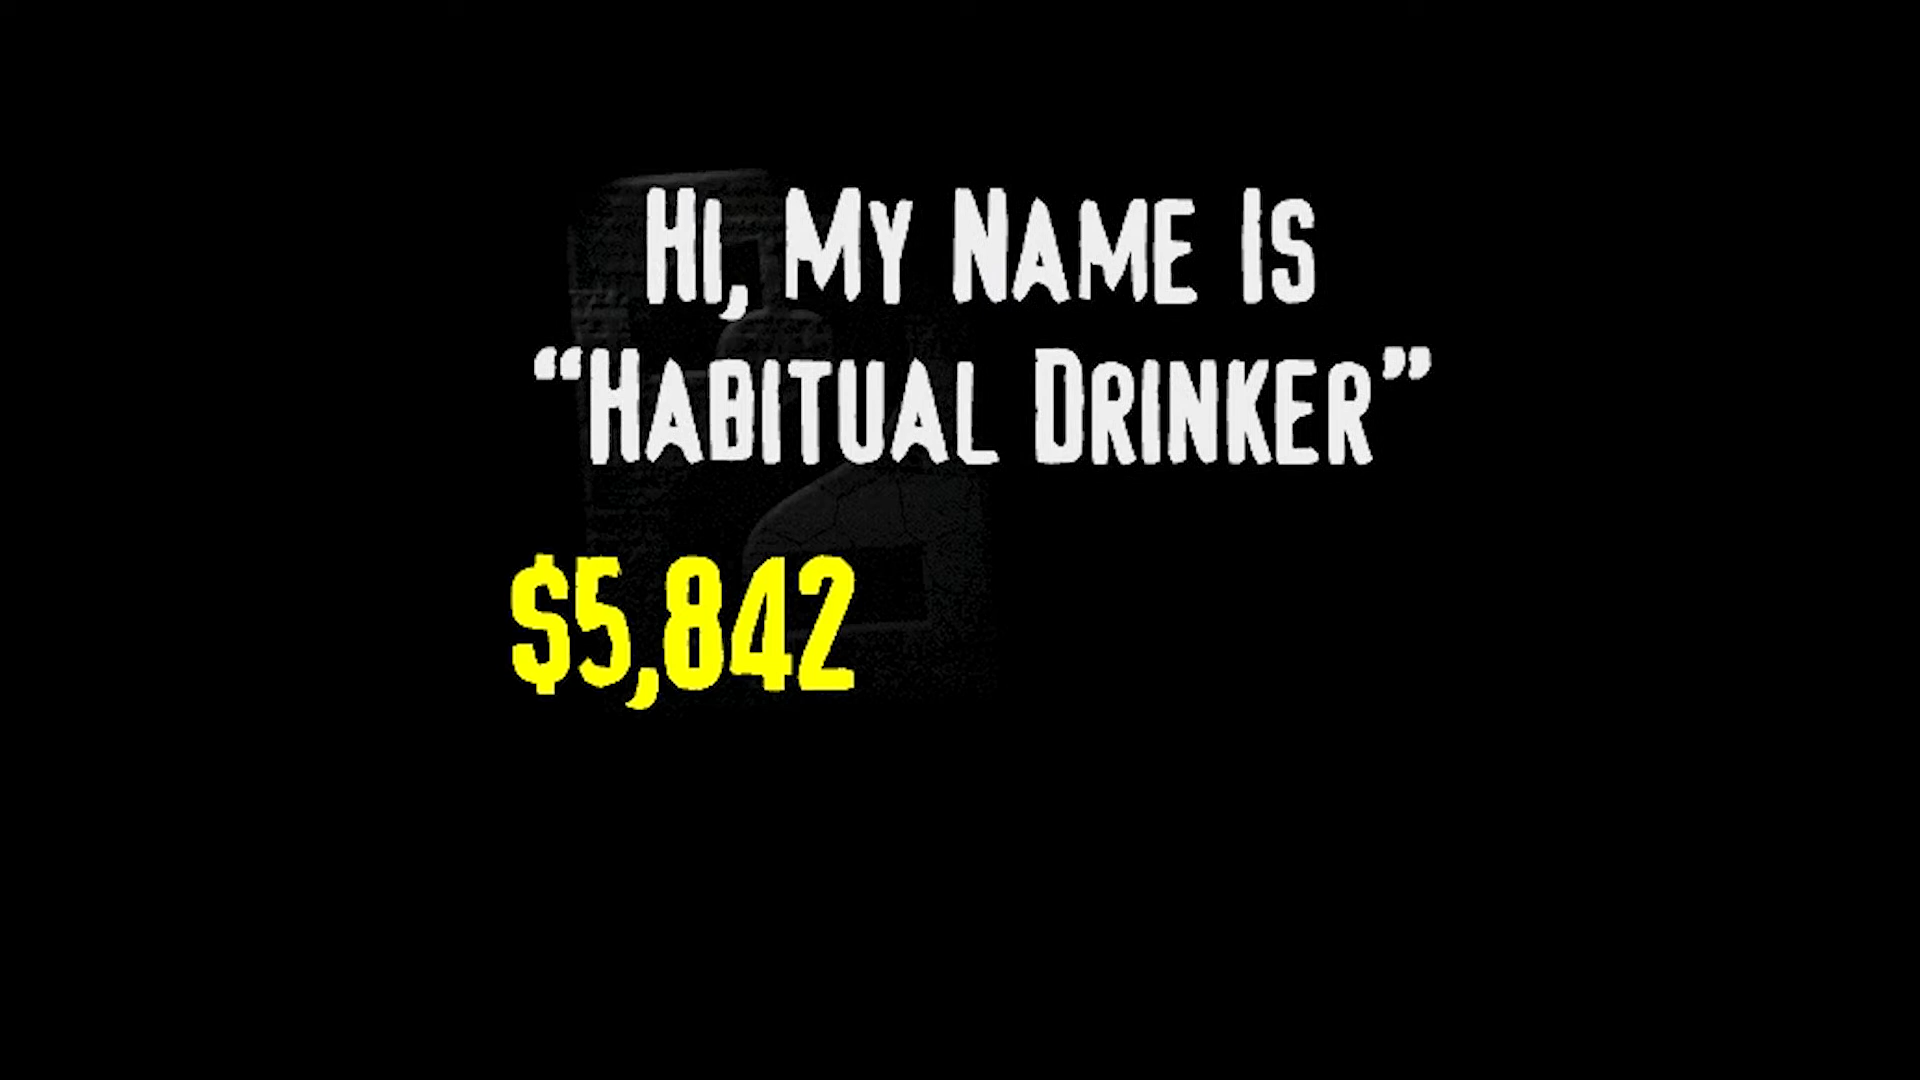 Hi, My Name Is
“Habitual Drinker”
$5,842